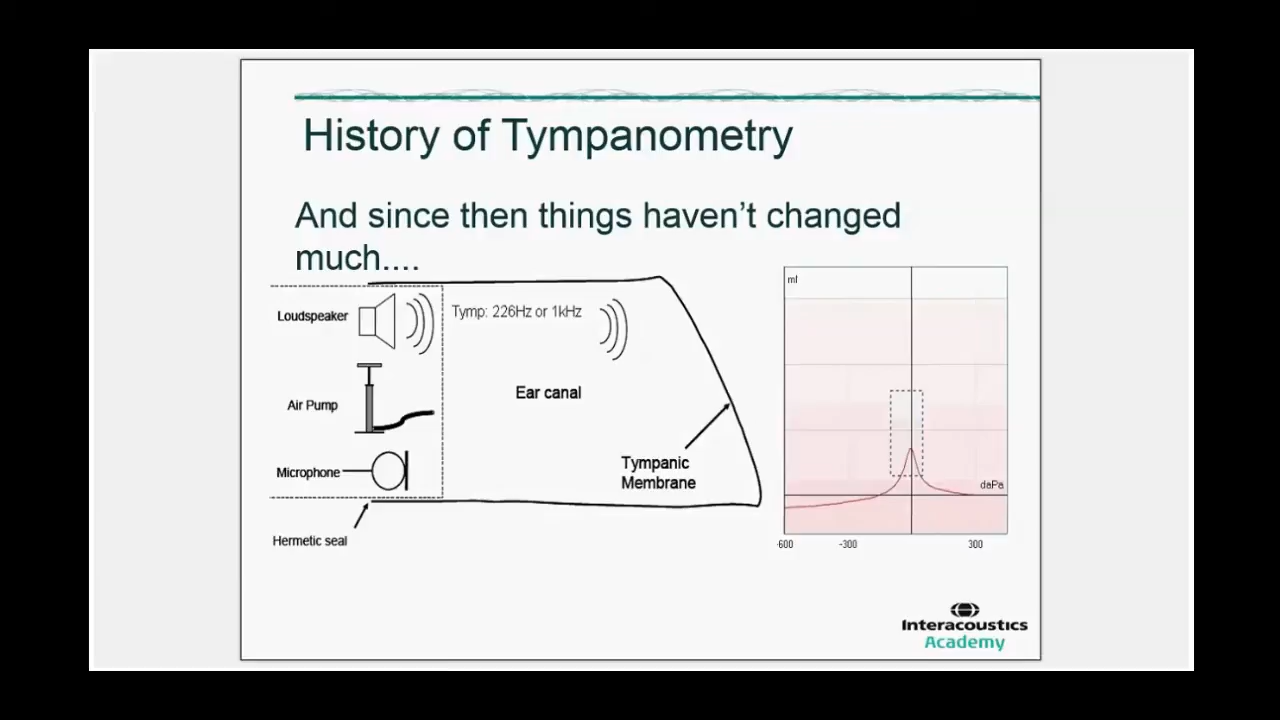 History of Tympanometry
And since then things haven't changed
much....
Loudspeaker
Tymp: 226Hz or 1kHz
Air Pump
Ear canal
Microphone
Tympanic
Membrane
Hermetic seal
ml
daPa
-600
-300
300
Interacoustics
Academy